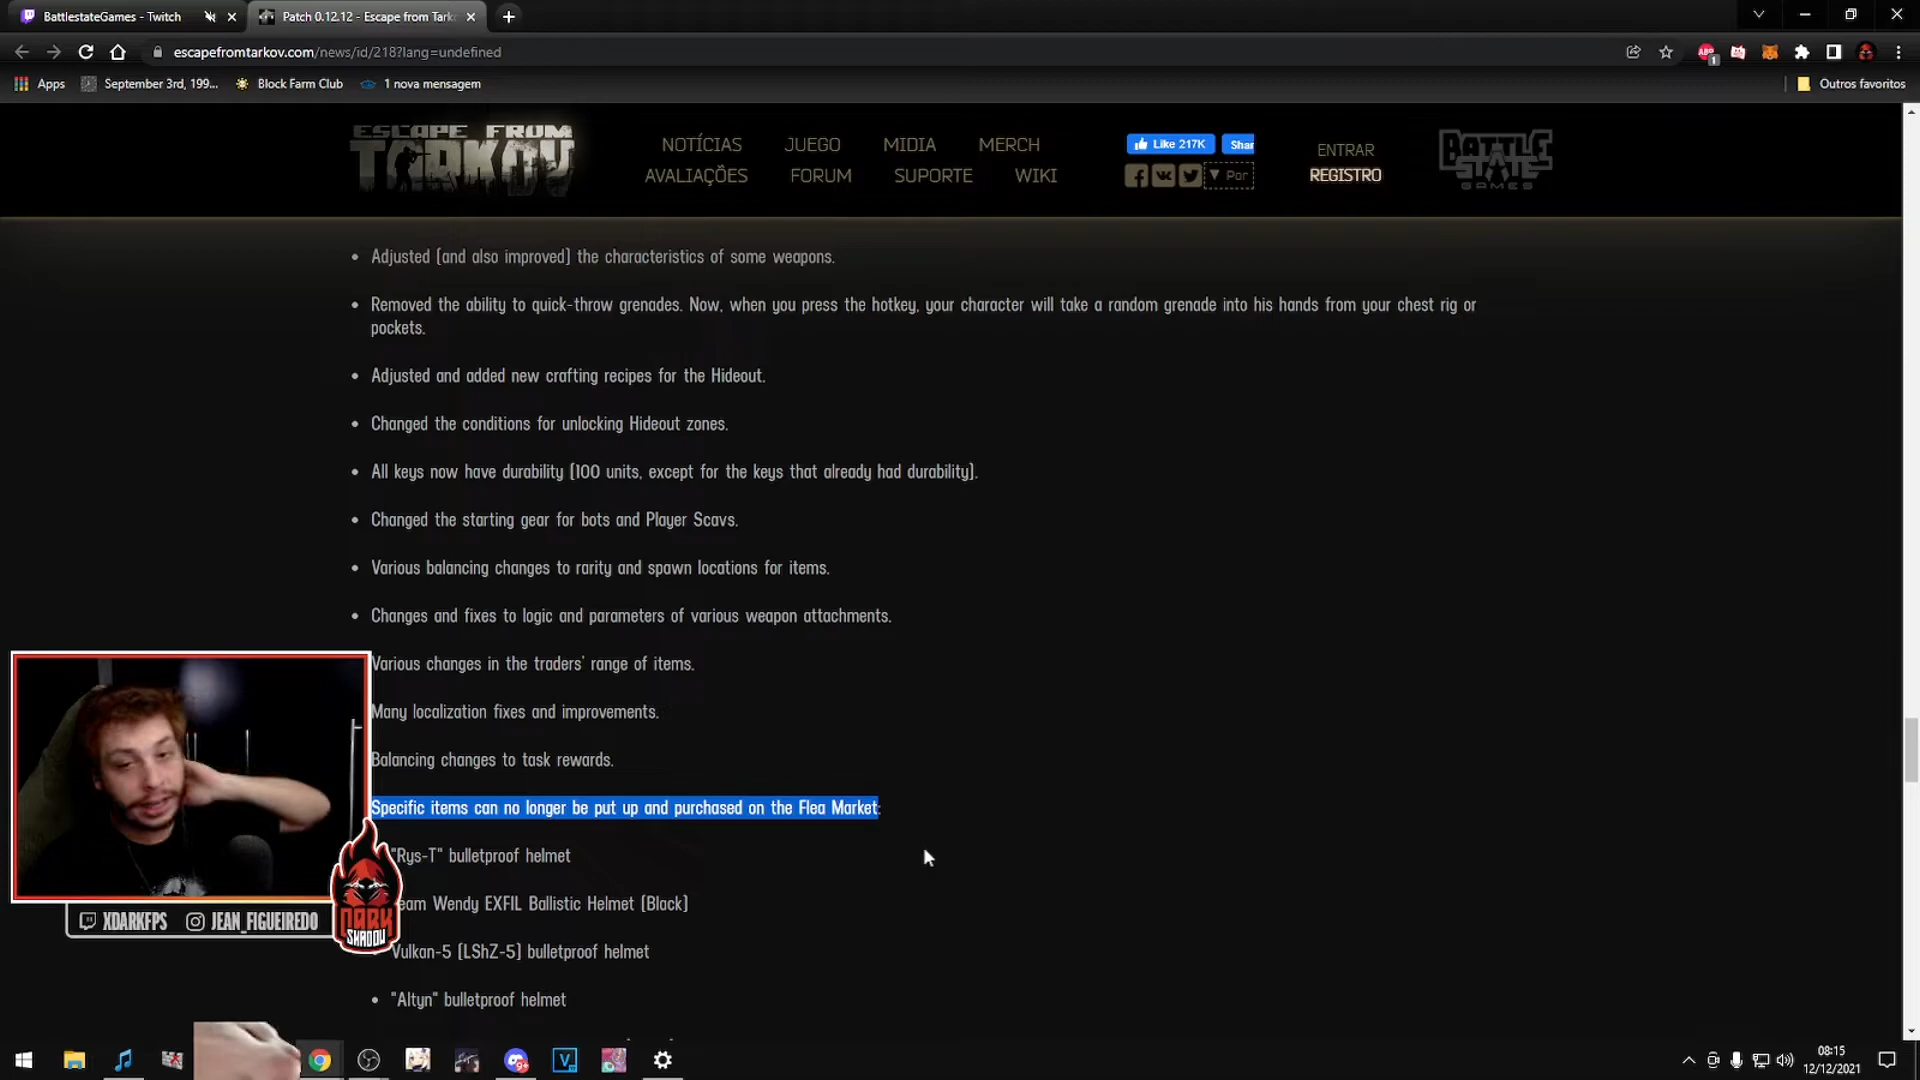 BattlestateGames - Twitch
Patch 0.12.12 - Escape from Tark
escapefromtarkov.com/news/id/218?lang=undefined
Apps
September 3rd, 199...
Block Farm Club
1 nova mensagem
Outros favoritos
ESCAPE FROM
TARKOV
NOTÍCIAS JUEGO MIDIA MERCH
AVALIAÇÕES FORUM SUPORTE WIKI
Like 217K
Shar
Por
ENTRAR
REGISTRO
BATTLE
STATE
GAMES
Adjusted (and also improved) the characteristics of some weapons.
Removed the ability to quick-throw grenades. Now, when you press the hotkey, your character will take a random grenade into his hands from your chest rig or
pockets.
Adjusted and added new crafting recipes for the Hideout.
Changed the conditions for unlocking Hideout zones.
All keys now have durability (100 units, except for the keys that already had durability).
Changed the starting gear for bots and Player Scavs.
Various balancing changes to rarity and spawn locations for items.
Changes and fixes to logic and parameters of various weapon attachments.
Various changes in the traders' range of items.
Many localization fixes and improvements.
Balancing changes to task rewards.
Specific items can no longer be put up and purchased on the Flea Market:
"Rys-T" bulletproof helmet
eam Wendy EXFIL Ballistic Helmet (Black)
Vulkan-5 (LShZ-5) bulletproof helmet
"Altyn" bulletproof helmet
XDARKFPS
JEAN_FIGUEIREDO
DARK
SHADOW
08:15
12/12/2021